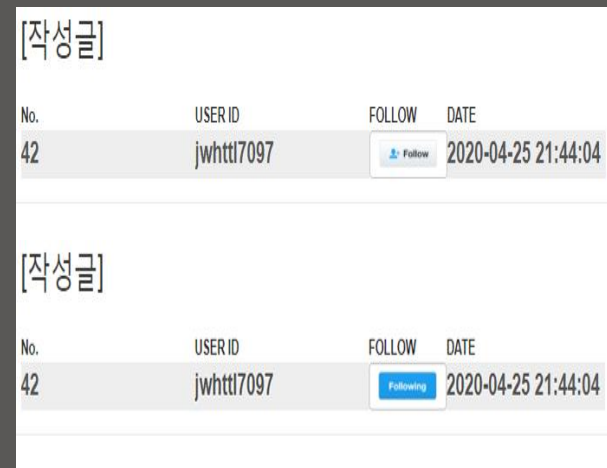 [작성글]
No. USER ID FOLLOW DATE
42 jwhttl7097 Follow 2020-04-25 21:44:04
[작성글]
No. USER ID FOLLOW DATE
42 jwhttl7097 Following 2020-04-25 21:44:04